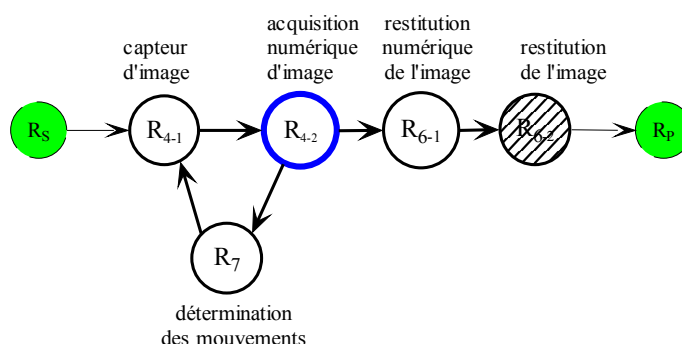 capteur
d'image
acquisition
numérique
d'image
restitution
numérique
de l'image
restitution
de l'image
RS
R4-1
R4-2
R6-1
R6-2
RP
R7
détermination
des mouvements